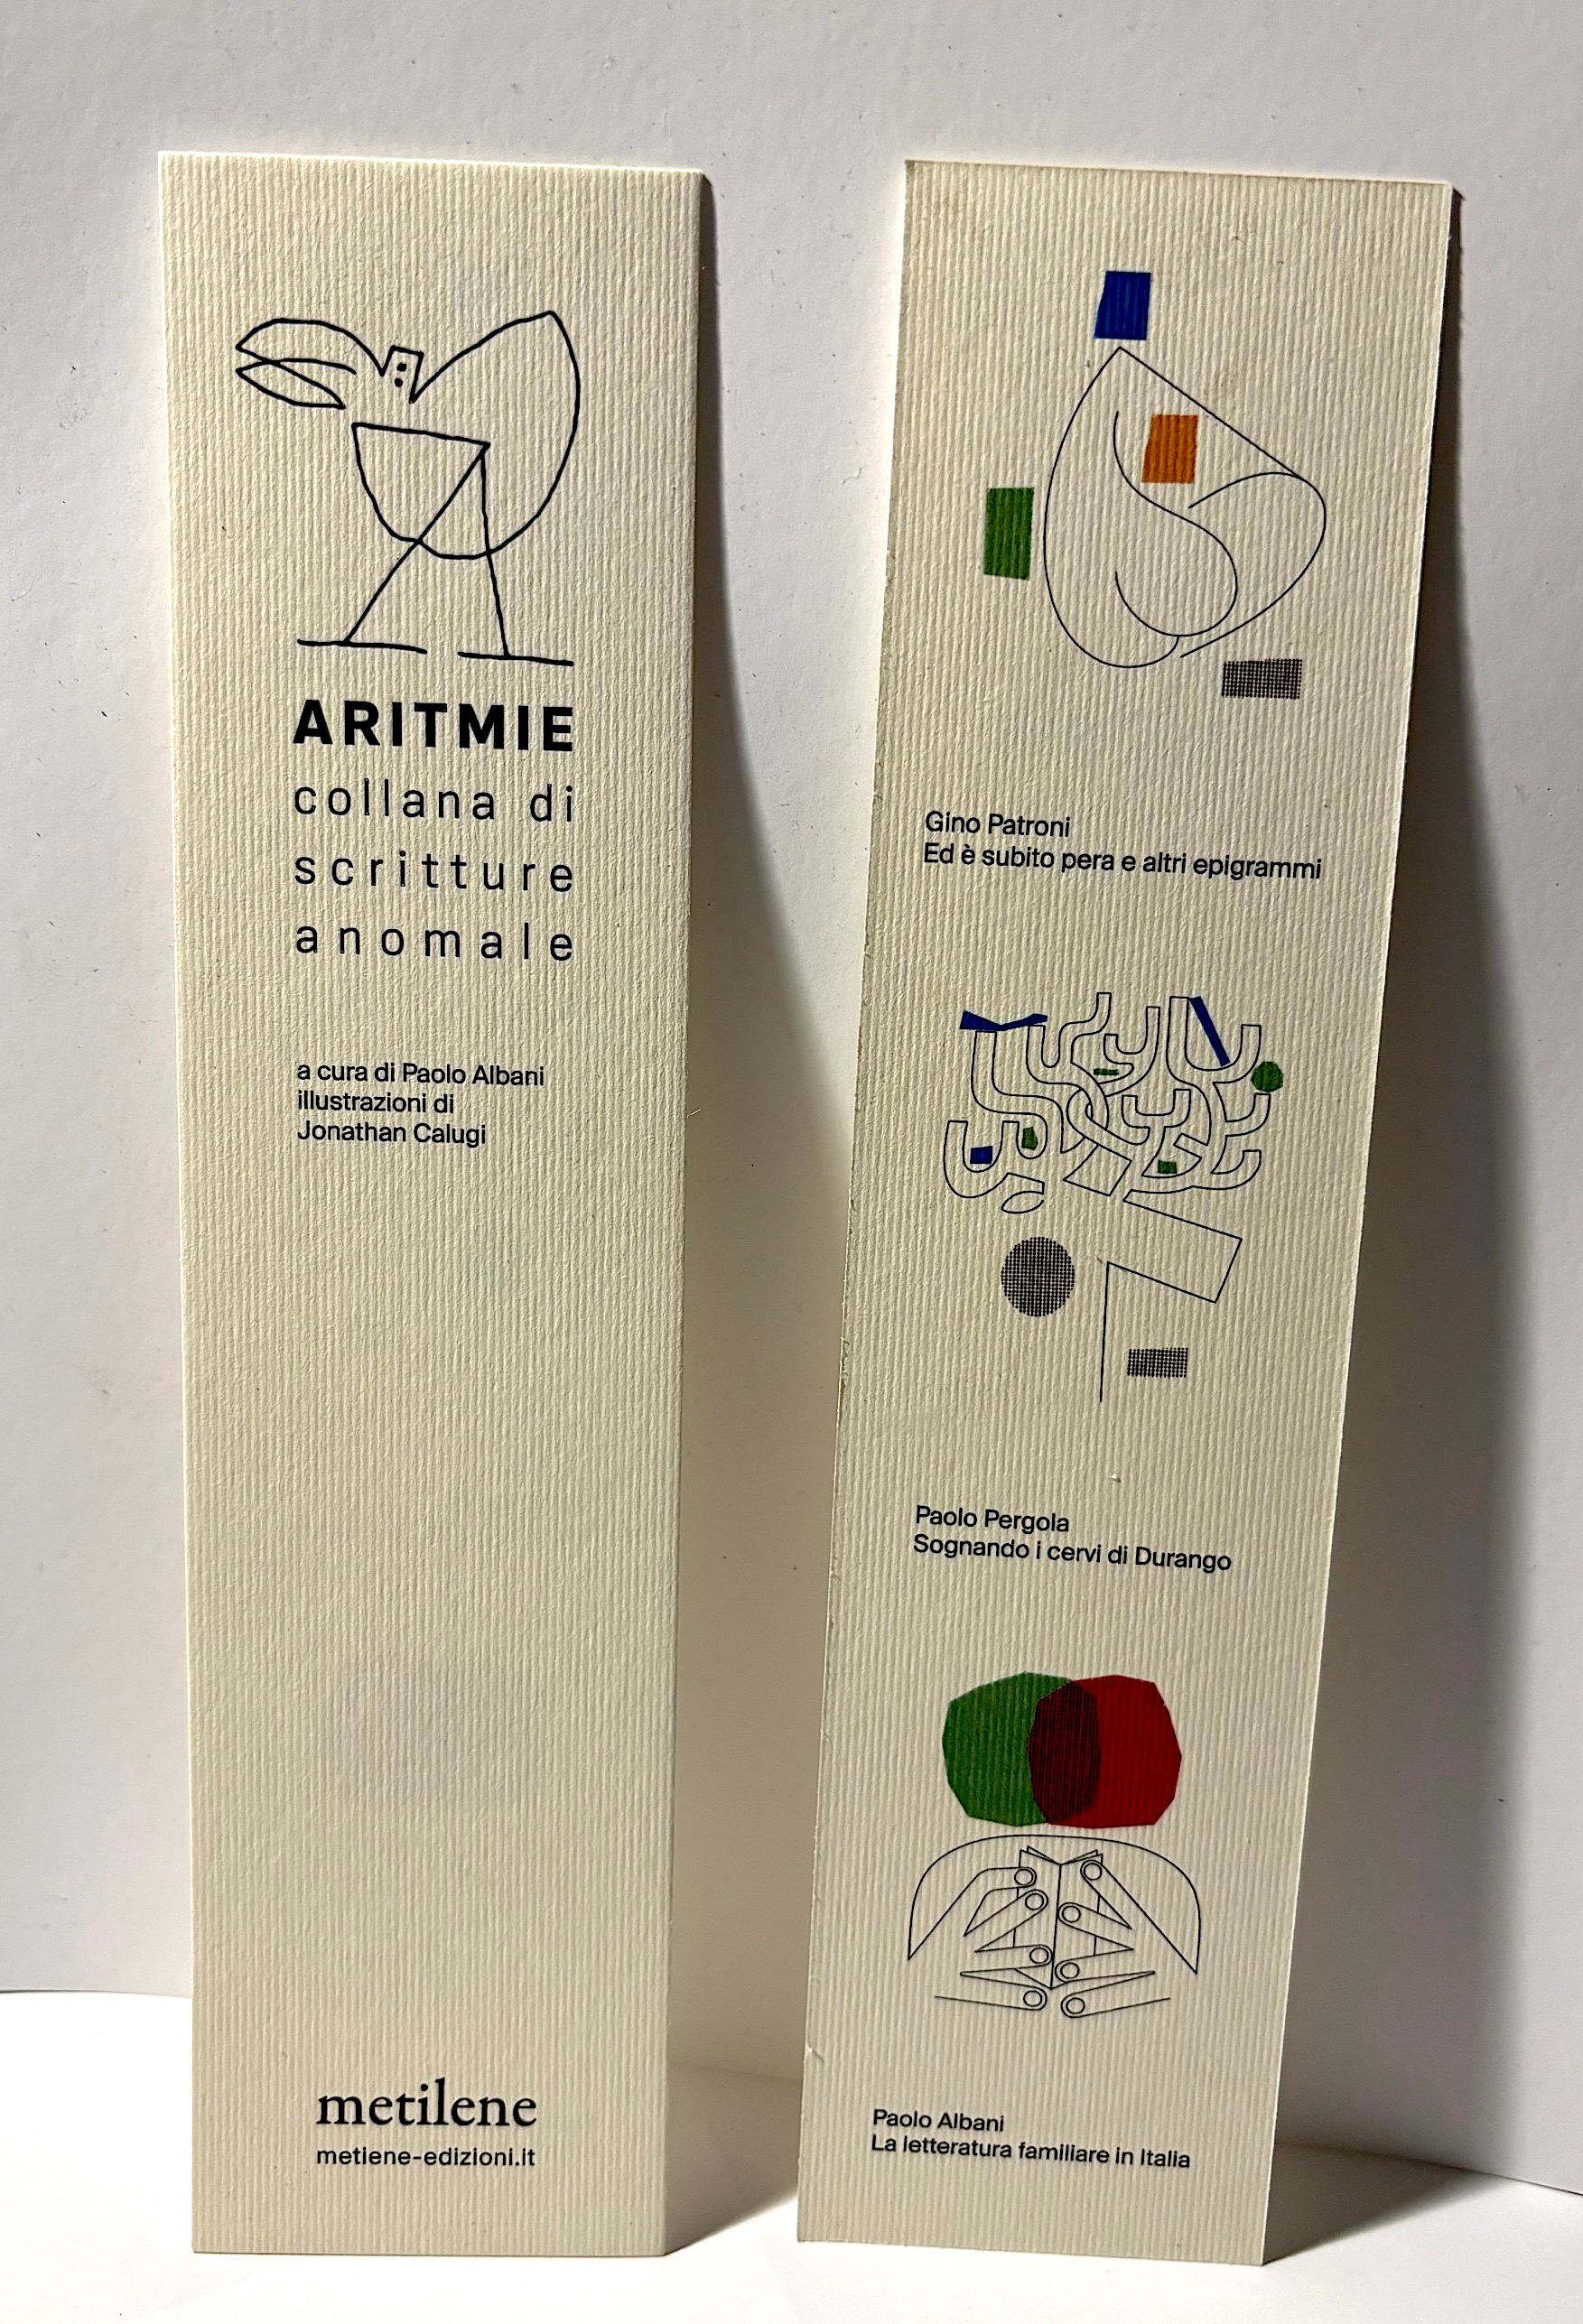 ARITMIE
collana di
scritture
anomale
a cura di Paolo Albani
illustrazioni di
Jonathan Calugi
metilene
metiene-edizioni.it
Gino Patroni
Ed è subito pera e altri epigrammi
Paolo Pergola
Sognando i cervi di Durango
Paolo Albani
La letteratura familiare in Italia